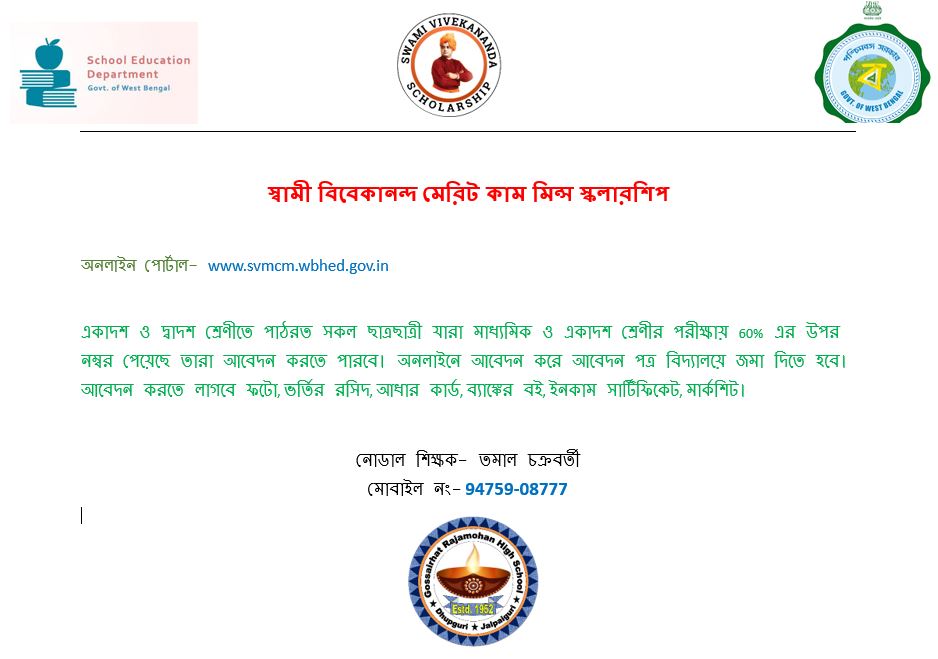 School Education
Department
Govt. of West Bengal
SWAMI VIVEKANANDA
SCHOLARSHIP
পশ্চিমবঙ্গ সরকার
ব
GOVT. OF WEST BENGAL
স্বামী বিবেকানন্দ মেরিট কাম মিন্স স্কলারশিপ
অনলাইন পোর্টাল- www.svmcm.wbhed.gov.in
একাদশ ও দ্বাদশ শ্রেণীতে পাঠরত সকল ছাত্রছাত্রী যারা মাধ্যমিক ও একাদশ শ্রেণীর পরীক্ষায় 60% এর উপর
নম্বর পেয়েছে তারা আবেদন করতে পারবে। অনলাইনে আবেদন করে আবেদন পত্র বিদ্যালয়ে জমা দিতে হবে।
আবেদন করতে লাগবে ফটো, ভর্তির রসিদ, আধার কার্ড, ব্যাঙ্কের বই, ইনকাম সার্টিফিকেট, মার্কশিট।
নোডাল শিক্ষক- তমাল চক্রবর্তী
মোবাইল নং- 94759-08777
Gossairhat Rajamohan High School
Estd. 1952
Dhupguri ★ Jalpaiguri